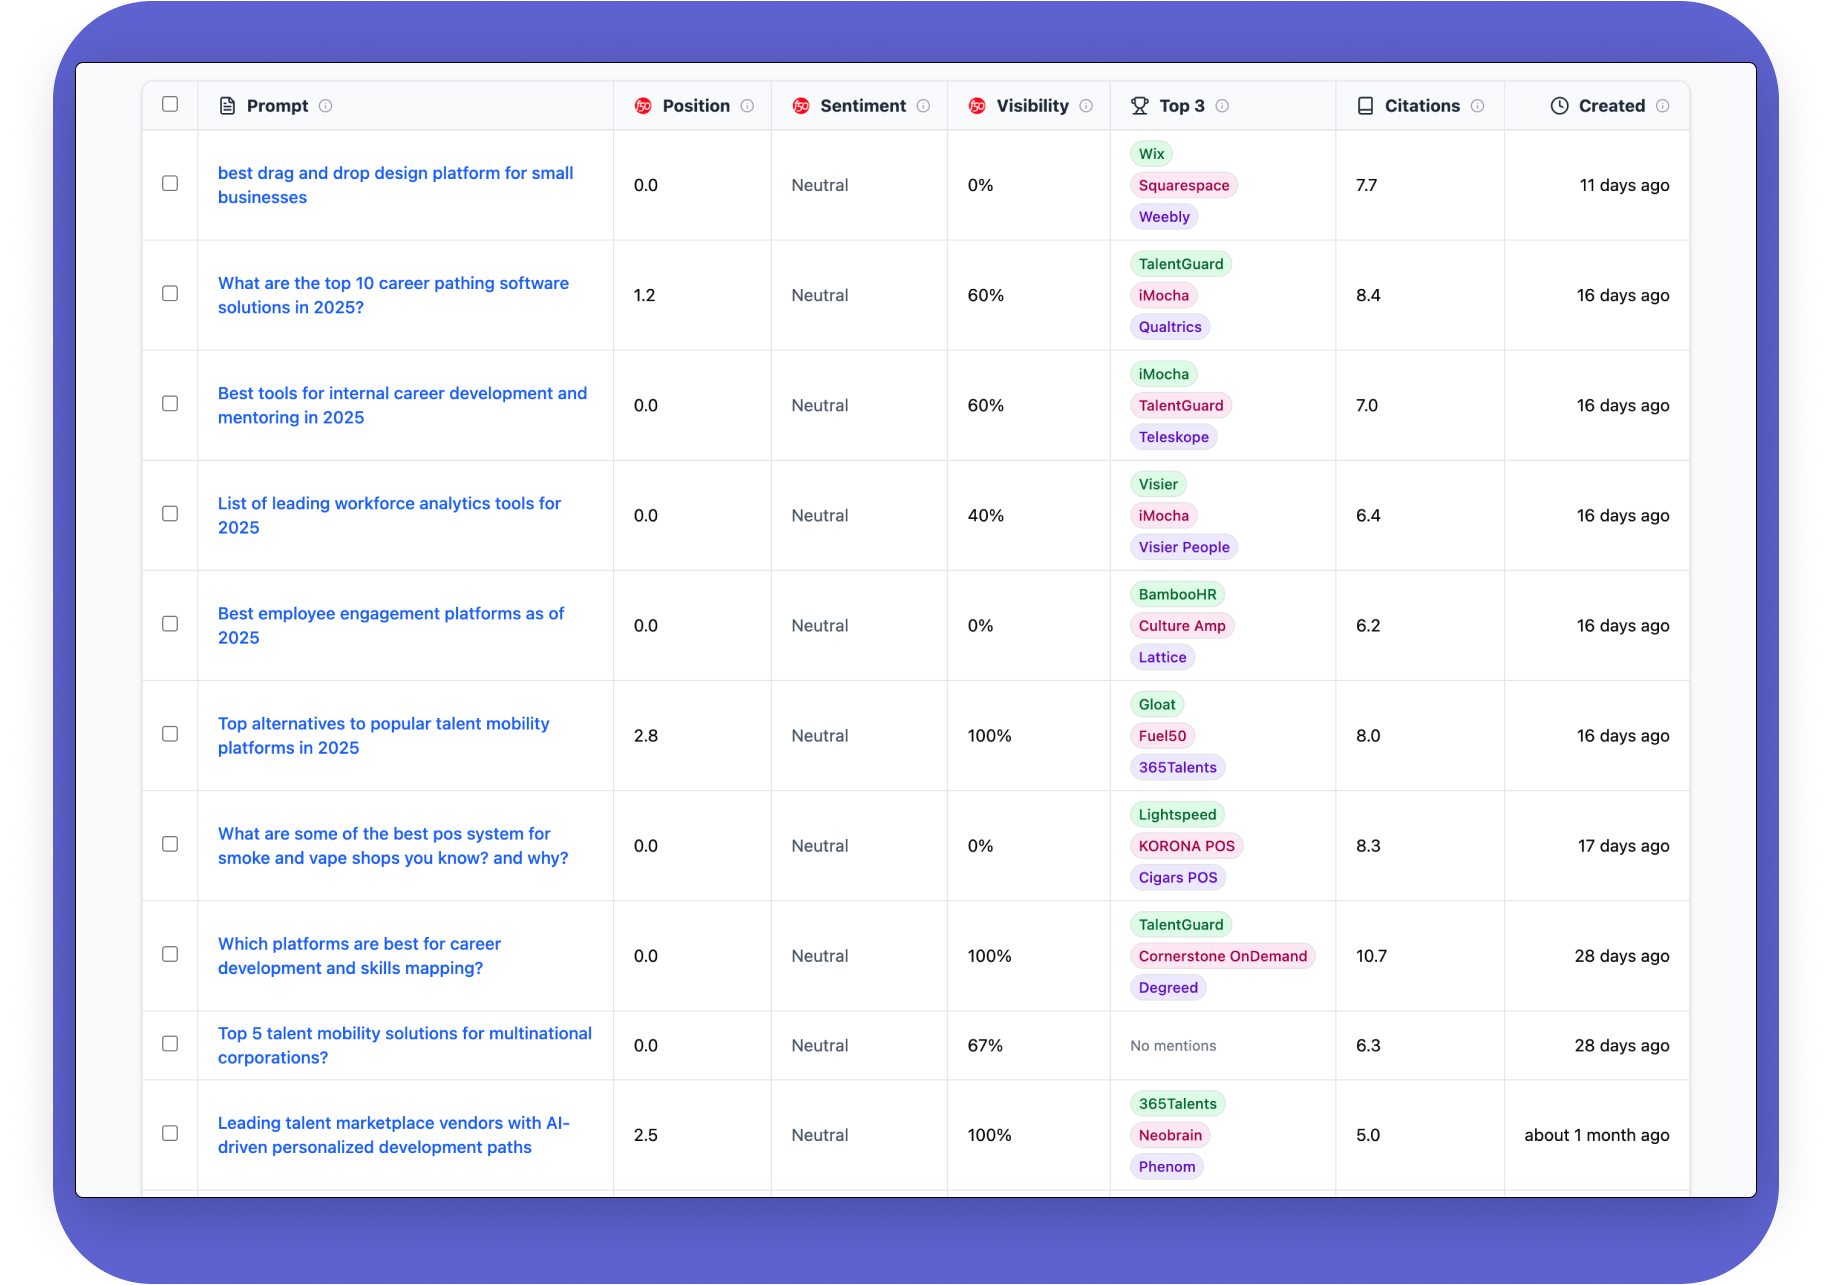 Prompt
f50 Position
f50 Sentiment
f50 Visibility
Top 3
Citations
Created
best drag and drop design platform for small
businesses
0.0
Neutral
0%
Wix
Squarespace
Weebly
7.7
11 days ago
What are the top 10 career pathing software
solutions in 2025?
1.2
Neutral
60%
TalentGuard
iMocha
Qualtrics
8.4
16 days ago
Best tools for internal career development and
mentoring in 2025
0.0
Neutral
60%
iMocha
TalentGuard
Teleskope
7.0
16 days ago
List of leading workforce analytics tools for
2025
0.0
Neutral
40%
Visier
iMocha
Visier People
6.4
16 days ago
Best employee engagement platforms as of
2025
0.0
Neutral
0%
BambooHR
Culture Amp
Lattice
6.2
16 days ago
Top alternatives to popular talent mobility
platforms in 2025
2.8
Neutral
100%
Gloat
Fuel50
365Talents
8.0
16 days ago
What are some of the best pos system for
smoke and vape shops you know? and why?
0.0
Neutral
0%
Lightspeed
KORONA POS
Cigars POS
8.3
17 days ago
Which platforms are best for career
development and skills mapping?
0.0
Neutral
100%
TalentGuard
Cornerstone OnDemand
Degreed
10.7
28 days ago
Top 5 talent mobility solutions for multinational
corporations?
0.0
Neutral
67%
No mentions
6.3
28 days ago
Leading talent marketplace vendors with AI-
driven personalized development paths
2.5
Neutral
100%
365Talents
Neobrain
Phenom
5.0
about 1 month ago